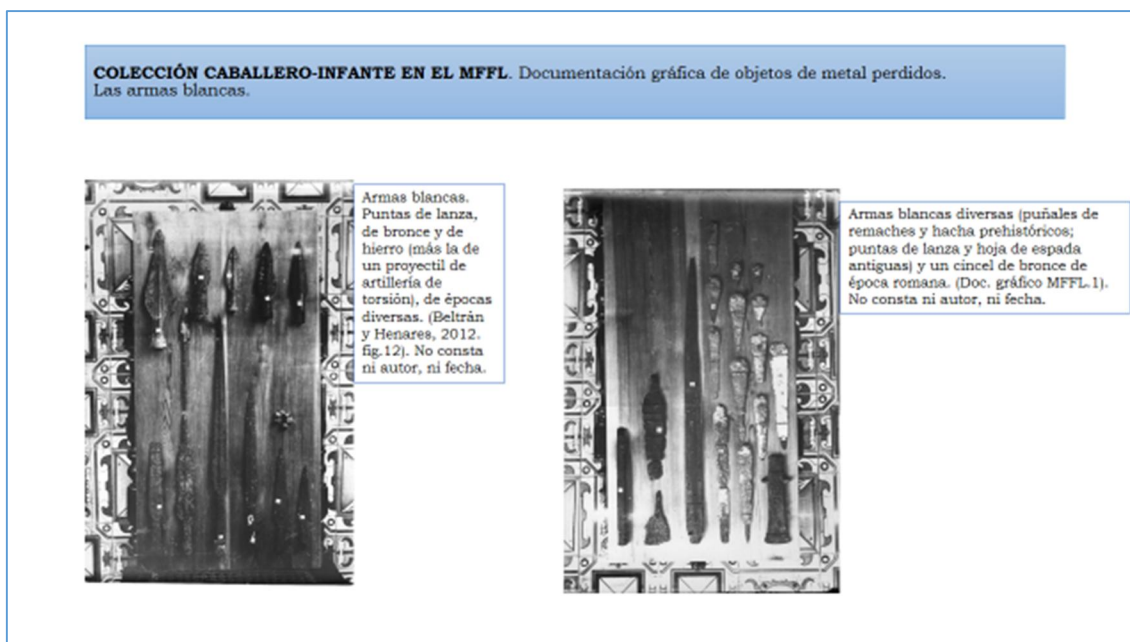 COLECCIÓN CABALLERO-INFANTE EN EL MFFL. Documentación gráfica de objetos de metal perdidos.
Las armas blancas.
Armas blancas.
Puntas de lanza,
de bronce y de
hierro (más la de
un proyectil de
artillería de
torsión), de épocas
diversas. (Beltrán
y Henares, 2012.
fig.12). No consta
ni autor, ni fecha.
Armas blancas diversas (puñales de
remaches y hacha prehistóricos;
puntas de lanza y hoja de espada
antiguas) y un cincel de bronce de
época romana. (Doc. gráfico MFFL.1).
No consta ni autor, ni fecha.